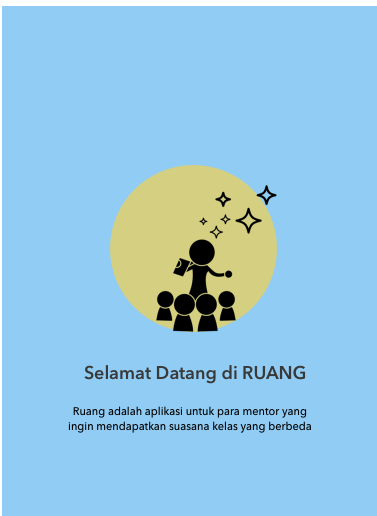 Selamat Datang di RUANG
Ruang adalah aplikasi untuk para mentor yang
ingin mendapatkan suasana kelas yang berbeda